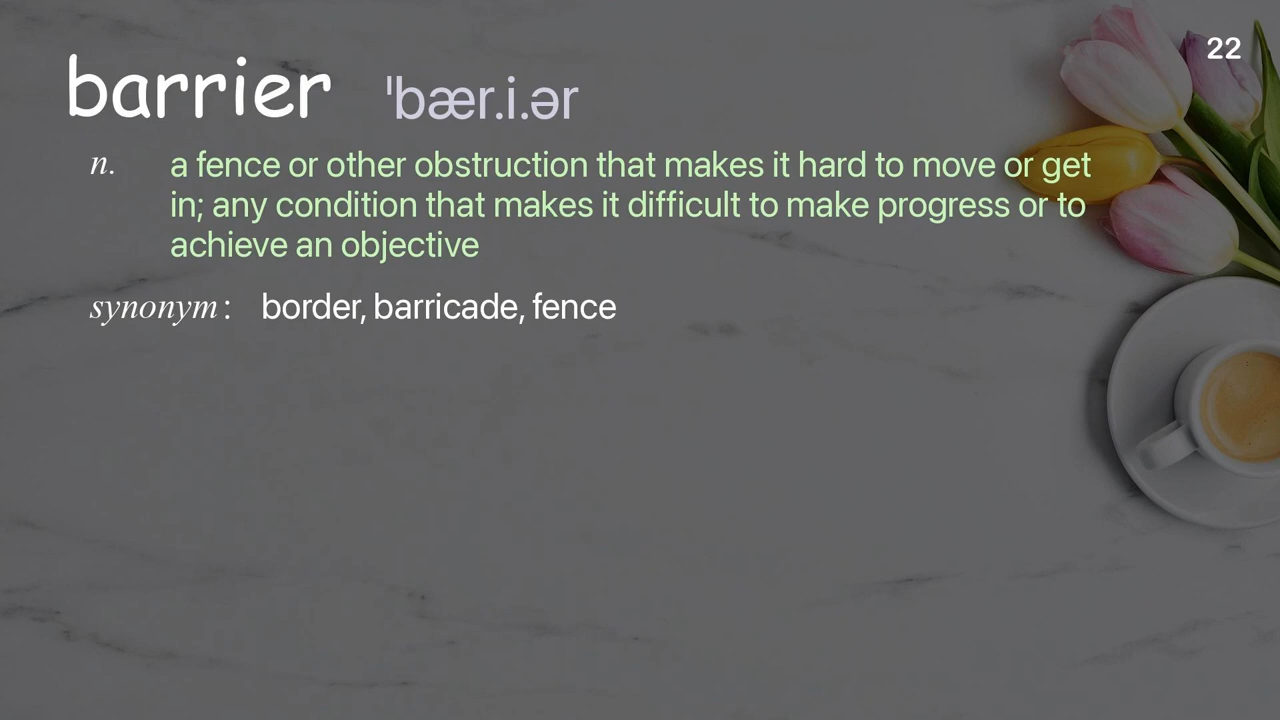 22
barrier ˈbær.i.ər
n. a fence or other obstruction that makes it hard to move or get
in; any condition that makes it difficult to make progress or to
achieve an objective
synonym: border, barricade, fence